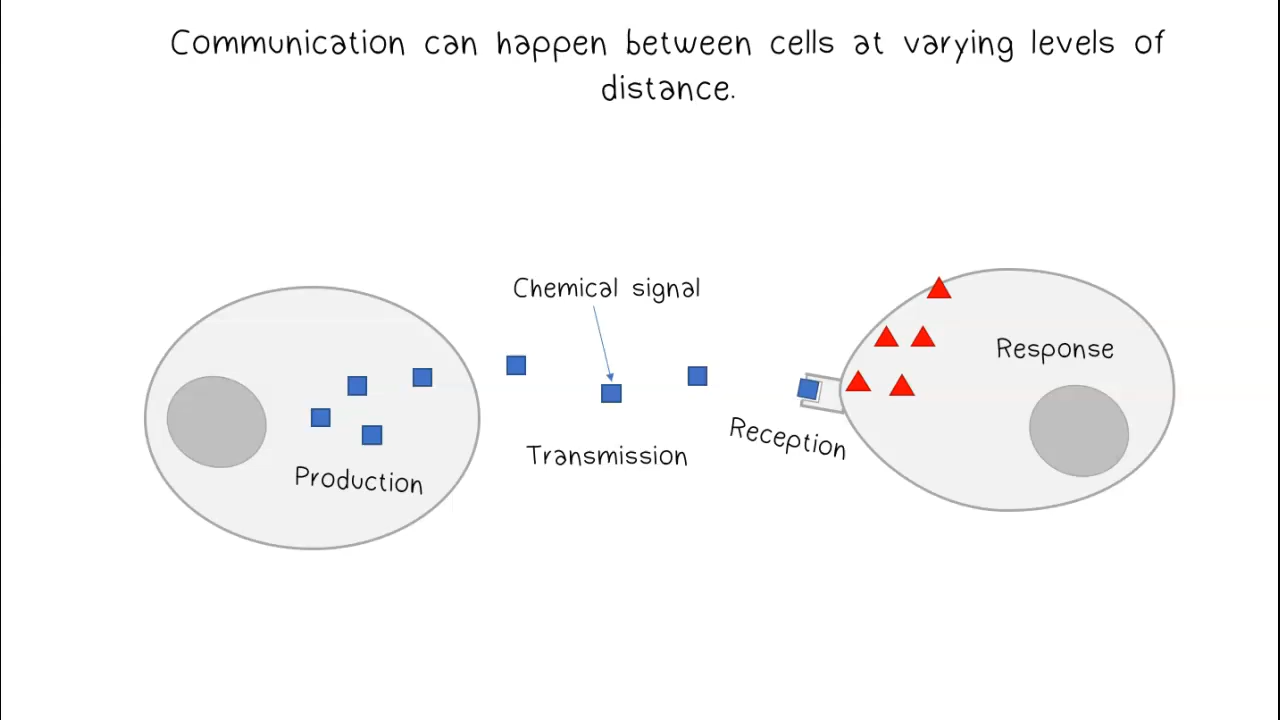 Communication can happen between cells at varying levels of
distance.
Chemical signal
Response
Reception
Transmission
Production